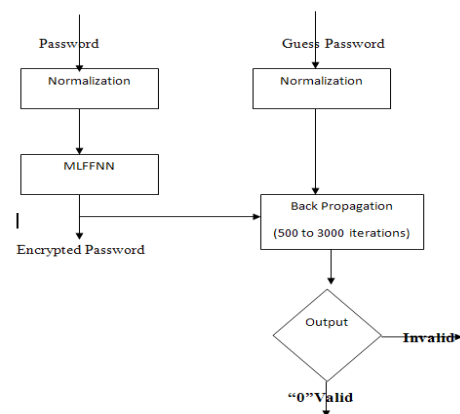 Password
Guess Password
Normalization
Normalization
MLFFNN
Back Propagation
(500 to 3000 iterations)
Encrypted Password
Output
Invalid
“0”Valid